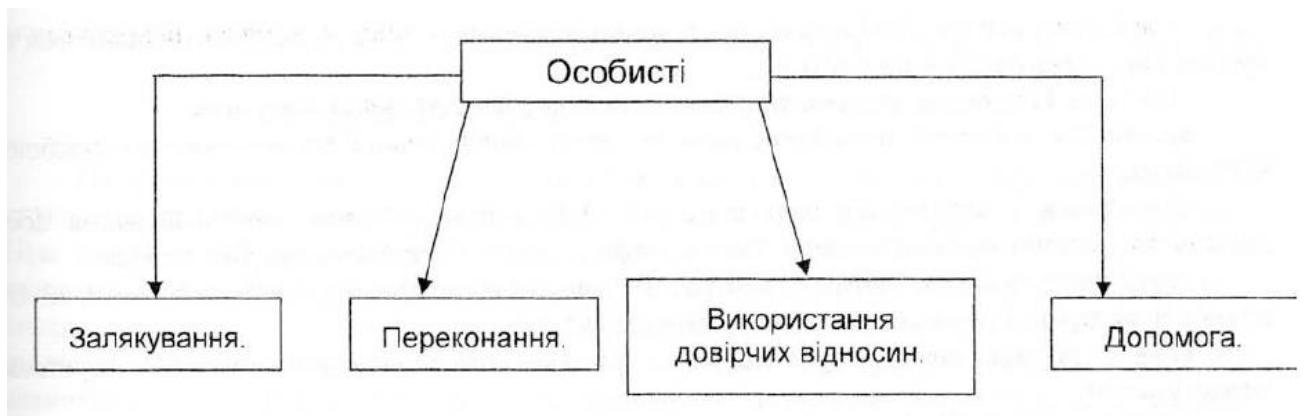 Особисті
Залякування.
Переконання.
Використання
довірчих відносин.
Допомога.